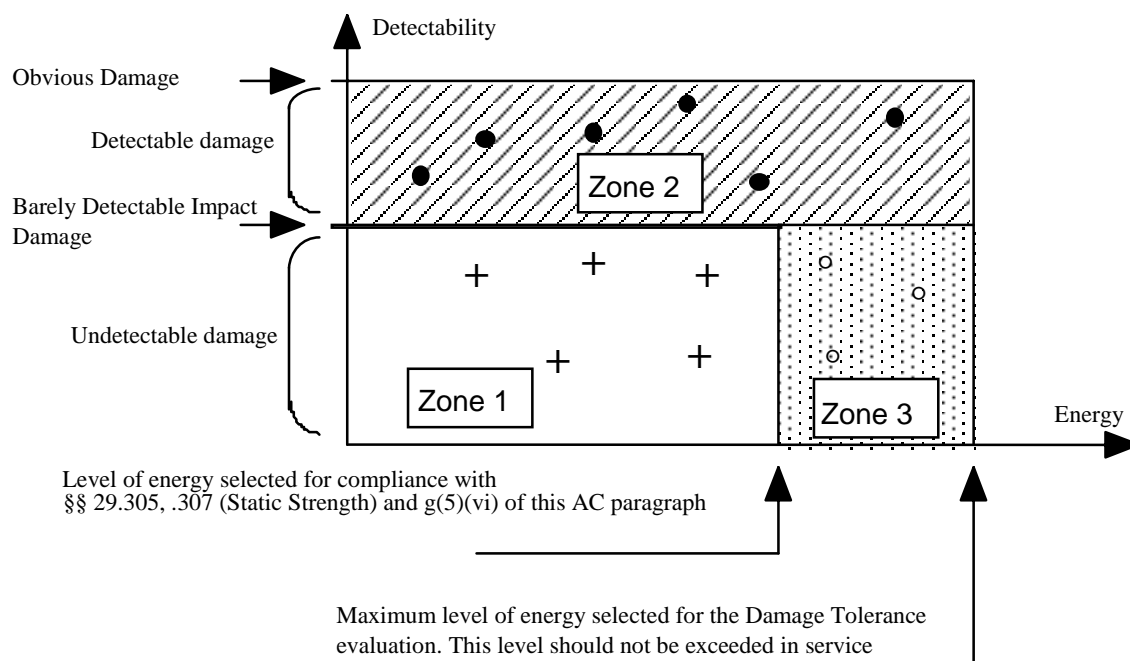 Detectability
Obvious Damage
Detectable damage
Zone 2
Barely Detectable Impact
Damage
Undetectable damage
Zone 1
Zone 3
Energy
Level of energy selected for compliance with
§§ 29.305, .307 (Static Strength) and g(5)(vi) of this AC paragraph
Maximum level of energy selected for the Damage Tolerance
evaluation. This level should not be exceeded in service